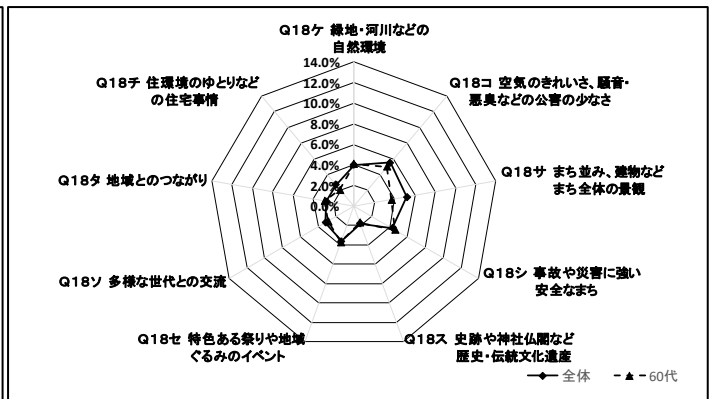 Q18ケ 緑地・河川などの
自然環境
14.0%
12.0%
10.0%
8.0%
6.0%
4.0%
2.0%
0.0%
Q18コ 空気のきれいさ、騒音・
悪臭などの公害の少なさ
Q18サ まち並み、建物など
まち全体の景観
Q18シ 事故や災害に強い
安全なまち
Q18ス 史跡や神社仏閣など
歴史・伝統文化遺産
Q18セ 特色ある祭りや地域
ぐるみのイベント
Q18ソ 多様な世代との交流
Q18タ 地域とのつながり
Q18チ 住環境のゆとりなど
の住宅事情
全体
60代